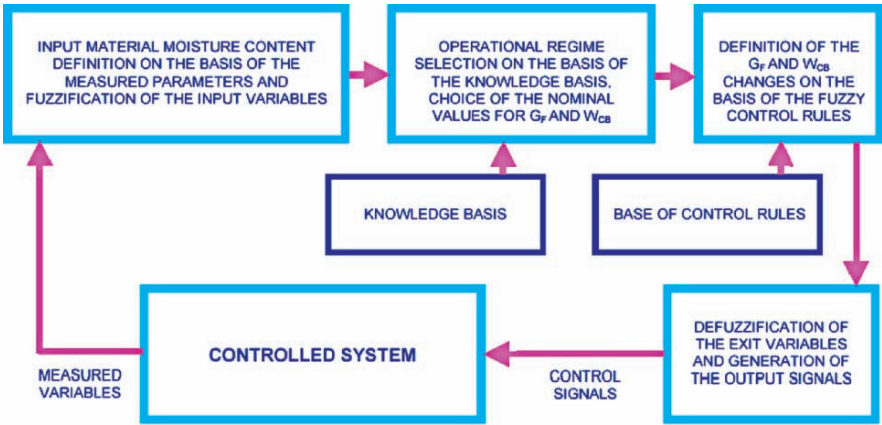 INPUT MATERIAL MOISTURE CONTENT
DEFINITION ON THE BASIS OF THE
MEASURED PARAMETERS AND
FUZZIFICATION OF THE INPUT VARIABLES
OPERATIONAL REGIME
SELECTION ON THE BASIS OF
THE KNOWLEDGE BASIS,
CHOICE OF THE NOMINAL
VALUES FOR GF AND WCB
DEFINITION OF THE
GF AND WCB
CHANGES ON THE
BASIS OF THE FUZZY
CONTROL RULES
KNOWLEDGE BASIS
BASE OF CONTROL RULES
CONTROLLED SYSTEM
DEFUZZIFICATION OF
THE EXIT VARIABLES
AND GENERATION OF
THE OUTPUT SIGNALS
MEASURED
VARIABLES
CONTROL
SIGNALS